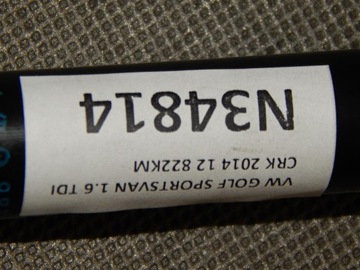 VW GOLF SPORTSVAN 1.6 TDI
CRK 2014 12 822KM
N34814